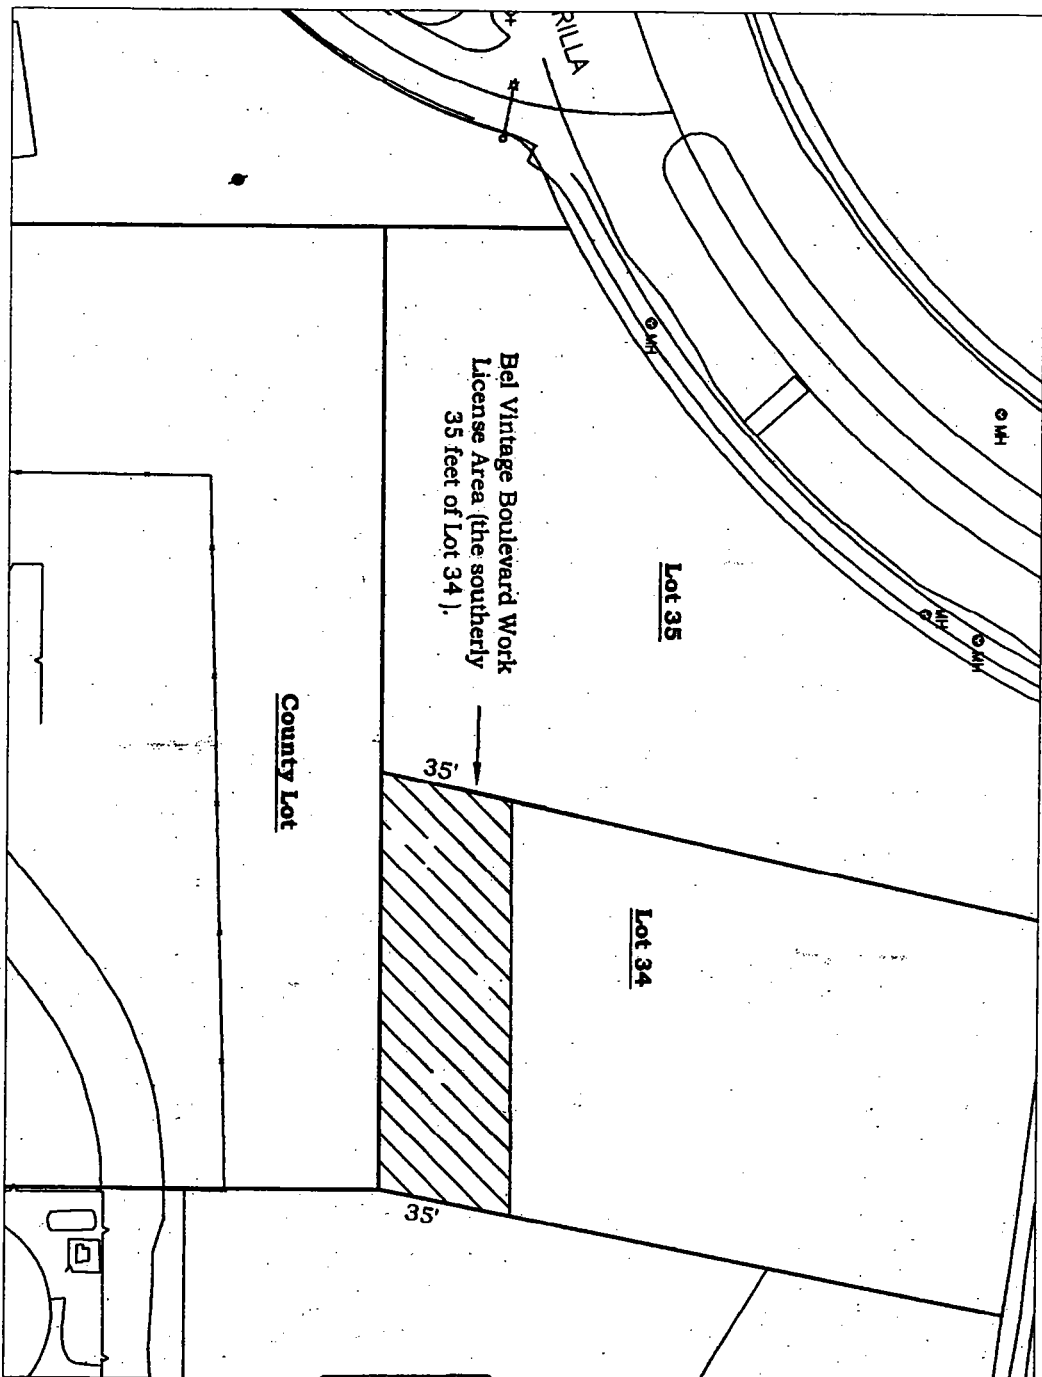 RILLA
MH
MH
MH
MH
Lot 35
Bel Vintage Boulevard Work
License Area (the southerly
35 feet of Lot 34 ).
35'
Lot 34
County Lot
35'